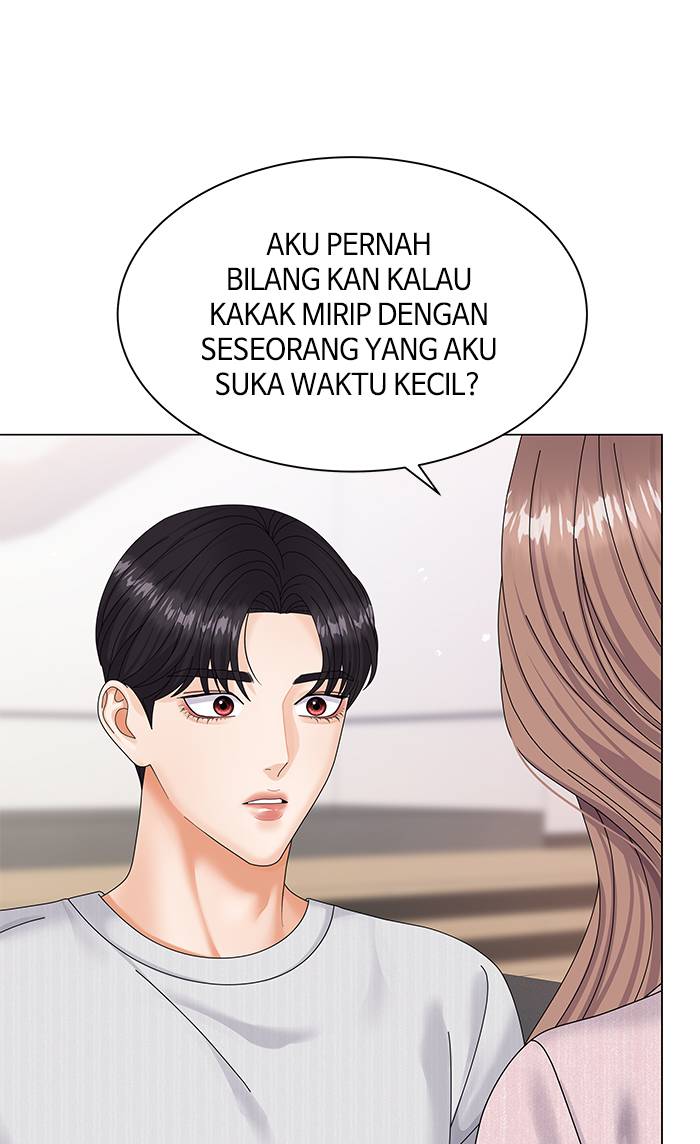 AKU PERNAH
BILANG KAN KALAU
KAKAK MIRIP DENGAN
SESEORANG YANG AKU
SUKA WAKTU KECIL?